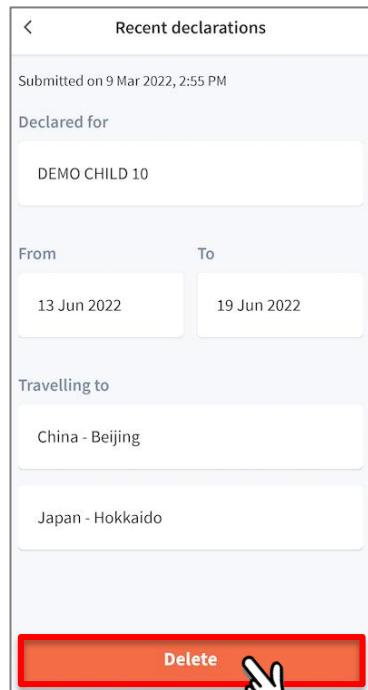 Recent declarations
Submitted on 9 Mar 2022, 2:55 PM
Declared for
DEMO CHILD 10
From To
13 Jun 2022 19 Jun 2022
Travelling to
China - Beijing
Japan - Hokkaido
Delete